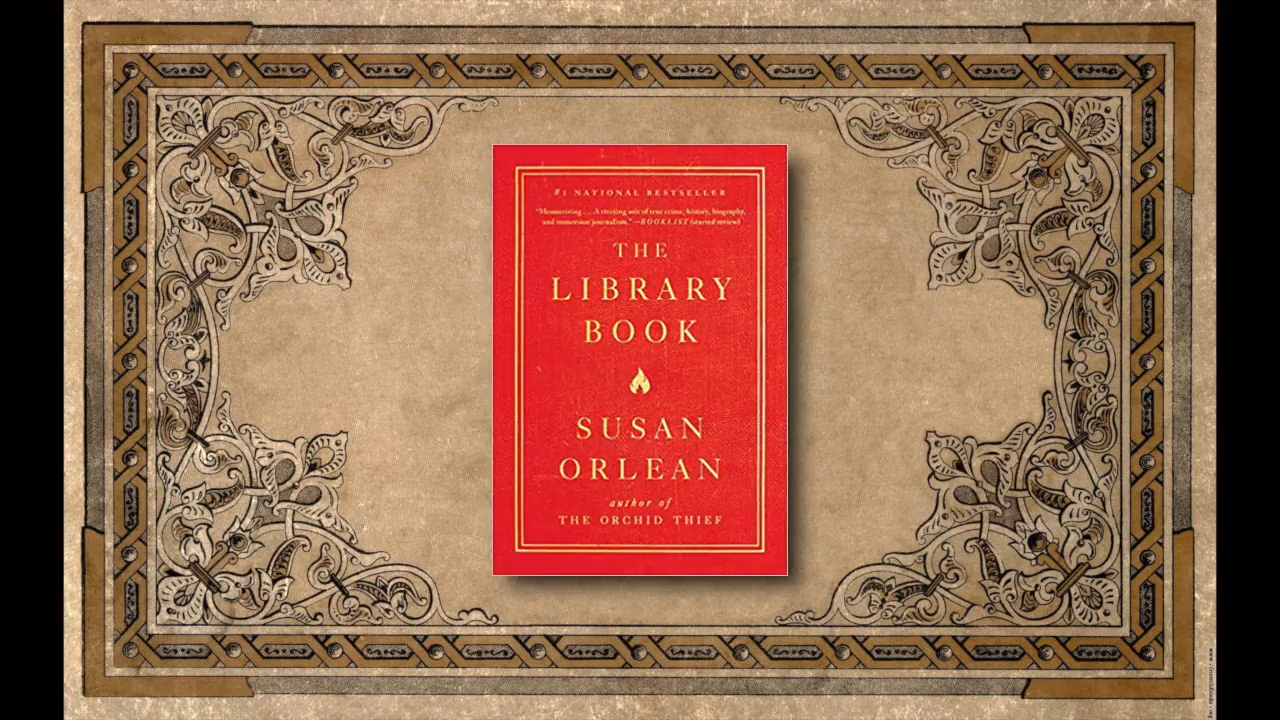 #1 NATIONAL BESTSELLER
"Mesmerizing . . . A riveting mix of true crime, history, biography,
and immersion journalism." —BOOKLIST (starred review)
THE
LIBRARY
BOOK
SUSAN
ORLEAN
author of
THE ORCHID THIEF